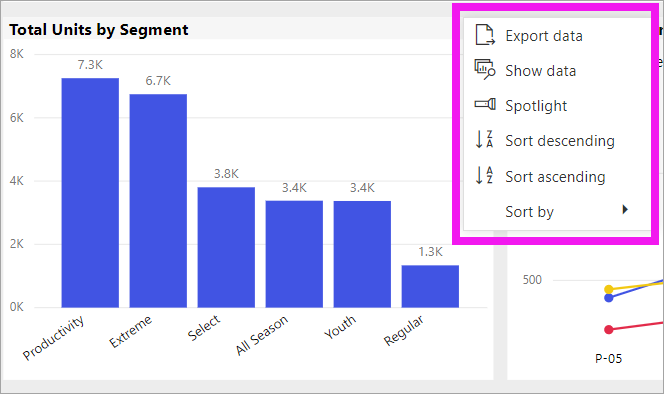 Total Units by Segment
8K
6K
4K
2K
0K
7.3K
6.7K
3.8K
3.4K
3.4K
1.3K
Productivity
Extreme
Select
All Season
Youth
Regular
Export data
Show data
Spotlight
Sort descending
Sort ascending
Sort by
500
P-05